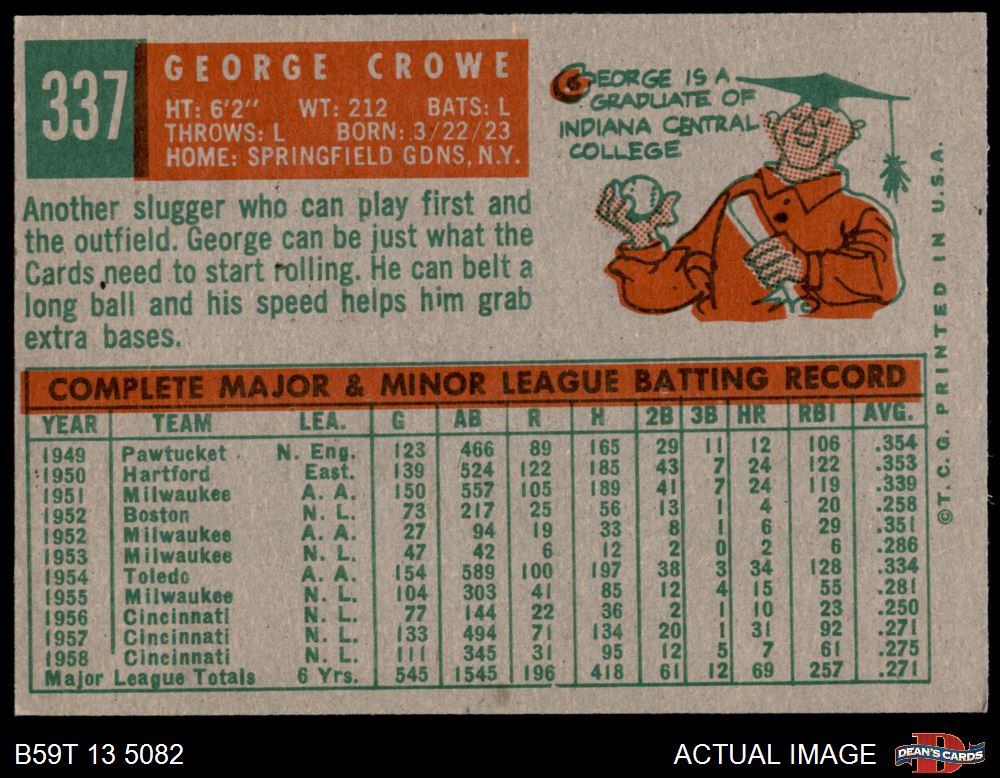 337
GEORGE CROWE
HT: 6'2" WT: 212 BATS: L
THROWS: L BORN: 3/22/23
HOME: SPRINGFIELD GDNS, N.Y.
GEORGE IS A
GRADUATE OF
INDIANA CENTRAL
COLLEGE
Another slugger who can play first and
the outfield. George can be just what the
Cards need to start rolling. He can belt a
long ball and his speed helps him grab
extra bases.
COMPLETE MAJOR & MINOR LEAGUE BATTING RECORD
YEAR TEAM LEA. G AB R H 2B 3B HR RBI AVG.
1949 Pawtucket N. Eng. 123 466 89 165 29 11 12 106 .354
1950 Hartford East. 139 524 122 185 43 7 24 122 .353
1951 Milwaukee A. A. 150 557 105 189 41 7 24 119 .339
1952 Boston N. L. 73 217 25 56 13 1 4 20 .258
1952 Milwaukee A. A. 27 94 19 33 8 1 6 29 .351
1953 Milwaukee N. L. 47 42 6 12 2 0 2 6 .286
1954 Toledo A. A. 154 589 100 197 38 3 34 128 .334
1955 Milwaukee N. L. 104 303 41 85 12 4 15 55 .281
1956 Cincinnati N. L. 77 144 22 36 2 1 10 23 .250
1957 Cincinnati N. L. 133 494 71 134 20 1 31 92 .271
1958 Cincinnati N. L. 111 345 31 95 12 5 7 61 .275
Major League Totals 6 Yrs. 545 1545 196 418 61 12 69 257 .271
©T. C. G. PRINTED IN U.S.A.
B59T 13 5082
ACTUAL IMAGE
DEAN'S CARDS